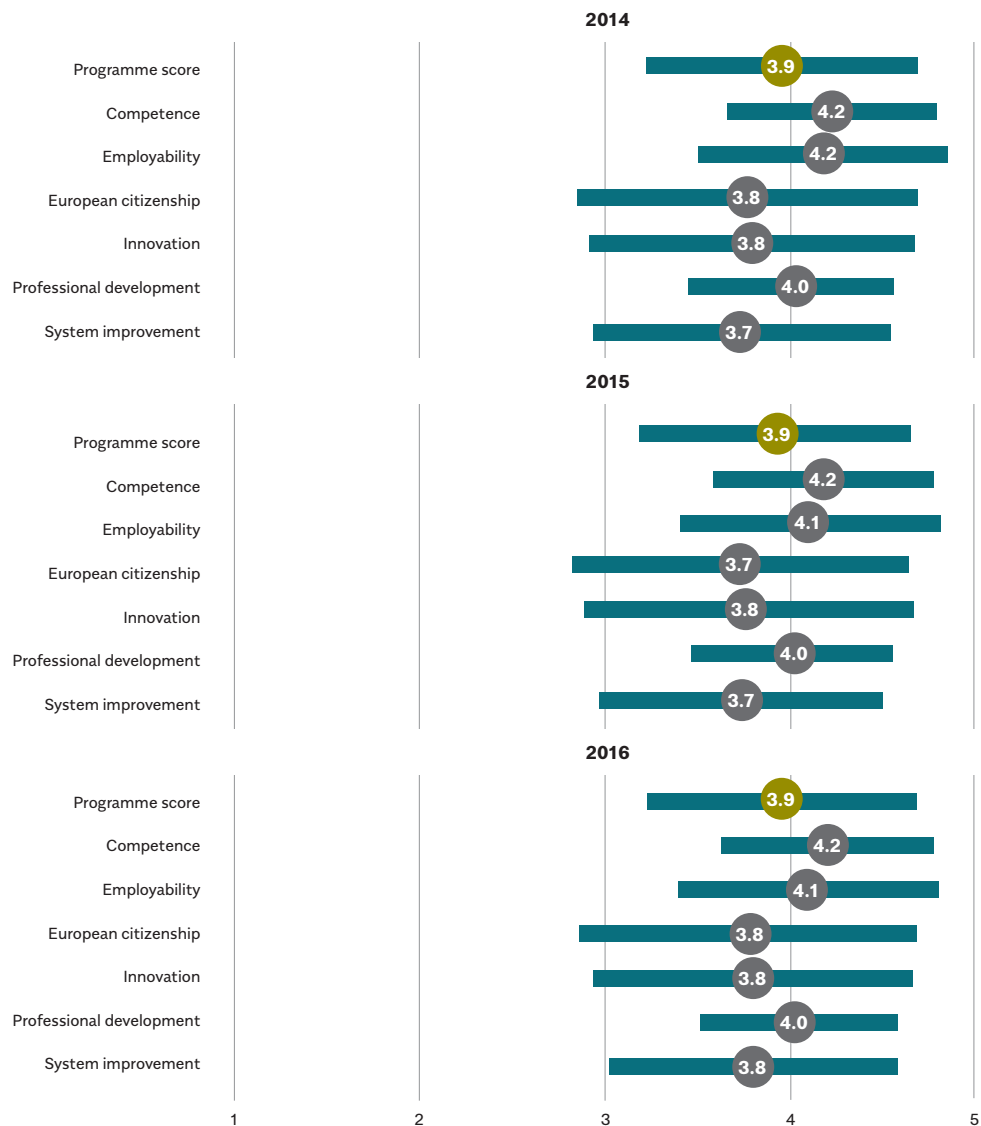 2014
Programme score 3.9
Competence 4.2
Employability 4.2
European citizenship 3.8
Innovation 3.8
Professional development 4.0
System improvement 3.7
2015
Programme score 3.9
Competence 4.2
Employability 4.1
European citizenship 3.7
Innovation 3.8
Professional development 4.0
System improvement 3.7
2016
Programme score 3.9
Competence 4.2
Employability 4.1
European citizenship 3.8
Innovation 3.8
Professional development 4.0
System improvement 3.8
1 2 3 4 5